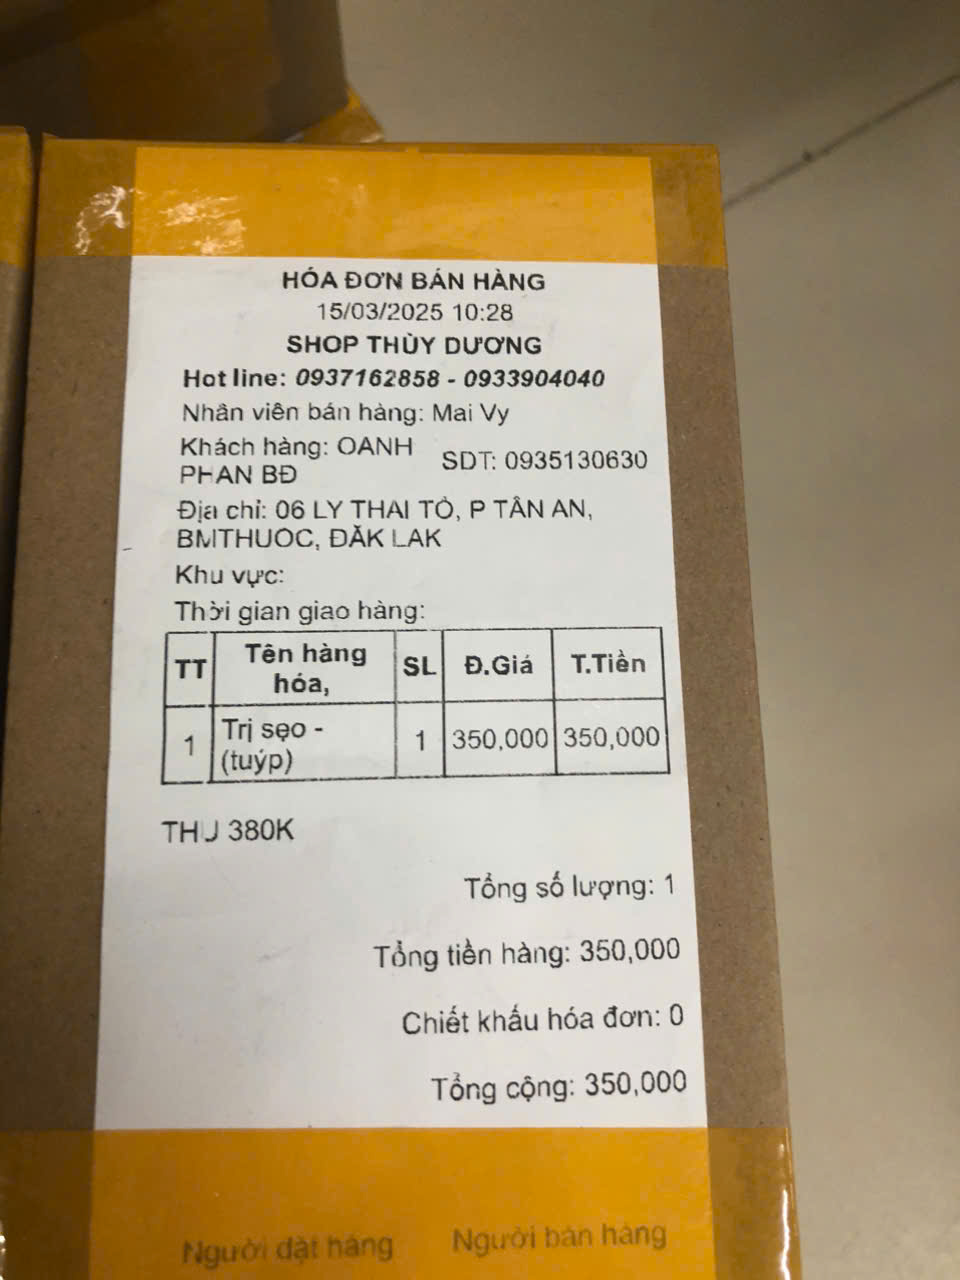 HÓA ĐƠN BÁN HÀNG
15/03/2025 10:28
SHOP THÙY DƯƠNG
Hot line: 0937162858 - 0933904040
Nhân viên bán hàng: Mai Vy
Khách hàng: OANH PHAN BĐ SDT: 0935130630
Địa chỉ: 06 LY THAI TỎ, P TÂN AN,
BMTHUOC, ĐĂK LAK
Khu vực:
Thời gian giao hàng:
TT Tên hàng hóa, SL Đ.Giá T.Tiền
1 Trị sẹo - (tuýp) 1 350,000 350,000
THU 380K
Tổng số lượng: 1
Tổng tiền hàng: 350,000
Chiết khấu hóa đơn: 0
Tổng cộng: 350,000
Người đặt hàng Người bán hàng